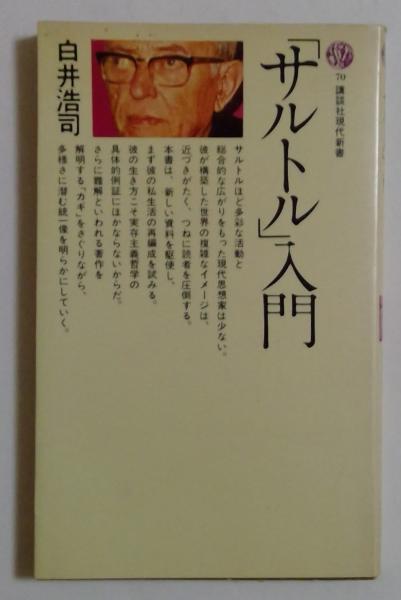 70
講談社現代新書
「サルトル」入門
白井浩司
サルトルほど多彩な活動と
総合的な広がりをもった現代思想家は少ない。
彼が構築した世界の複雑なイメージは、
近づきがたく、つねに読者を圧倒する。
本書は、新しい資料を駆使し、
まず彼の私生活の再編成を試みる。
彼の生き方こそ実存主義哲学の
具体的例証にほかならないからだ。
さらに難解といわれる著作を
解明する〝カギ〟をさぐりながら、
多様さに潜む統一像を明らかにしていく。